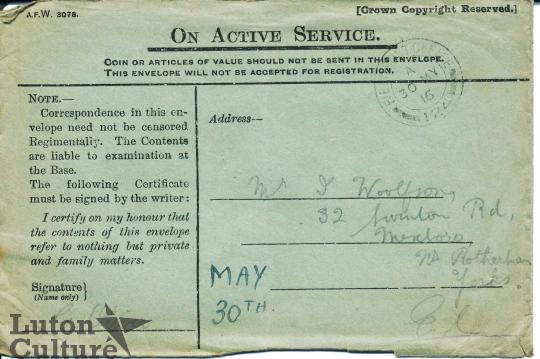 A.F.W. 3078.
[Crown Copyright Reserved.]
ON ACTIVE SERVICE.
COIN OR ARTICLES OF VALUE SHOULD NOT BE SENT IN THIS ENVELOPE.
THIS ENVELOPE WILL NOT BE ACCEPTED FOR REGISTRATION.
NOTE.—
Correspondence in this en-
velope need not be censored
Regimentally. The Contents
are liable to examination at
the Base.
The following Certificate
must be signed by the writer:
I certify on my honour that
the contents of this envelope
refer to nothing but private
and family matters.
Signature
(Name only)
Address—
A
30 MY
16
Mr I Woolfson,
32 Swinton Rd,
Mexboro
Nr Rotherham
Yorks.
MAY
30TH.
Luton
Culture